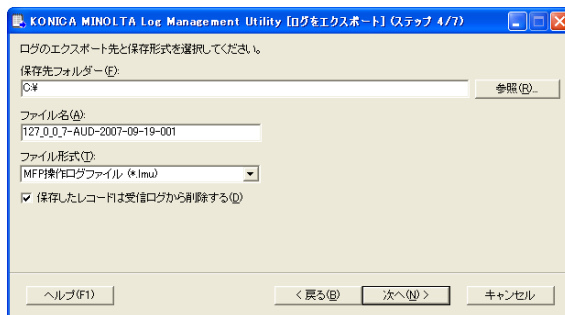 KONICA MINOLTA Log Management Utility [ログをエクスポート] (ステップ 4/7)
ログのエクスポート先と保存形式を選択してください。
保存先フォルダー(F):
C:¥
参照(R)...
ファイル名(A):
127_0_0_7-AUD-2007-09-19-001
ファイル形式(T):
MFP操作ログファイル (*.lmu)
保存したレコードは受信ログから削除する(D)
ヘルプ(F1)
< 戻る(B)
次へ(N) >
キャンセル